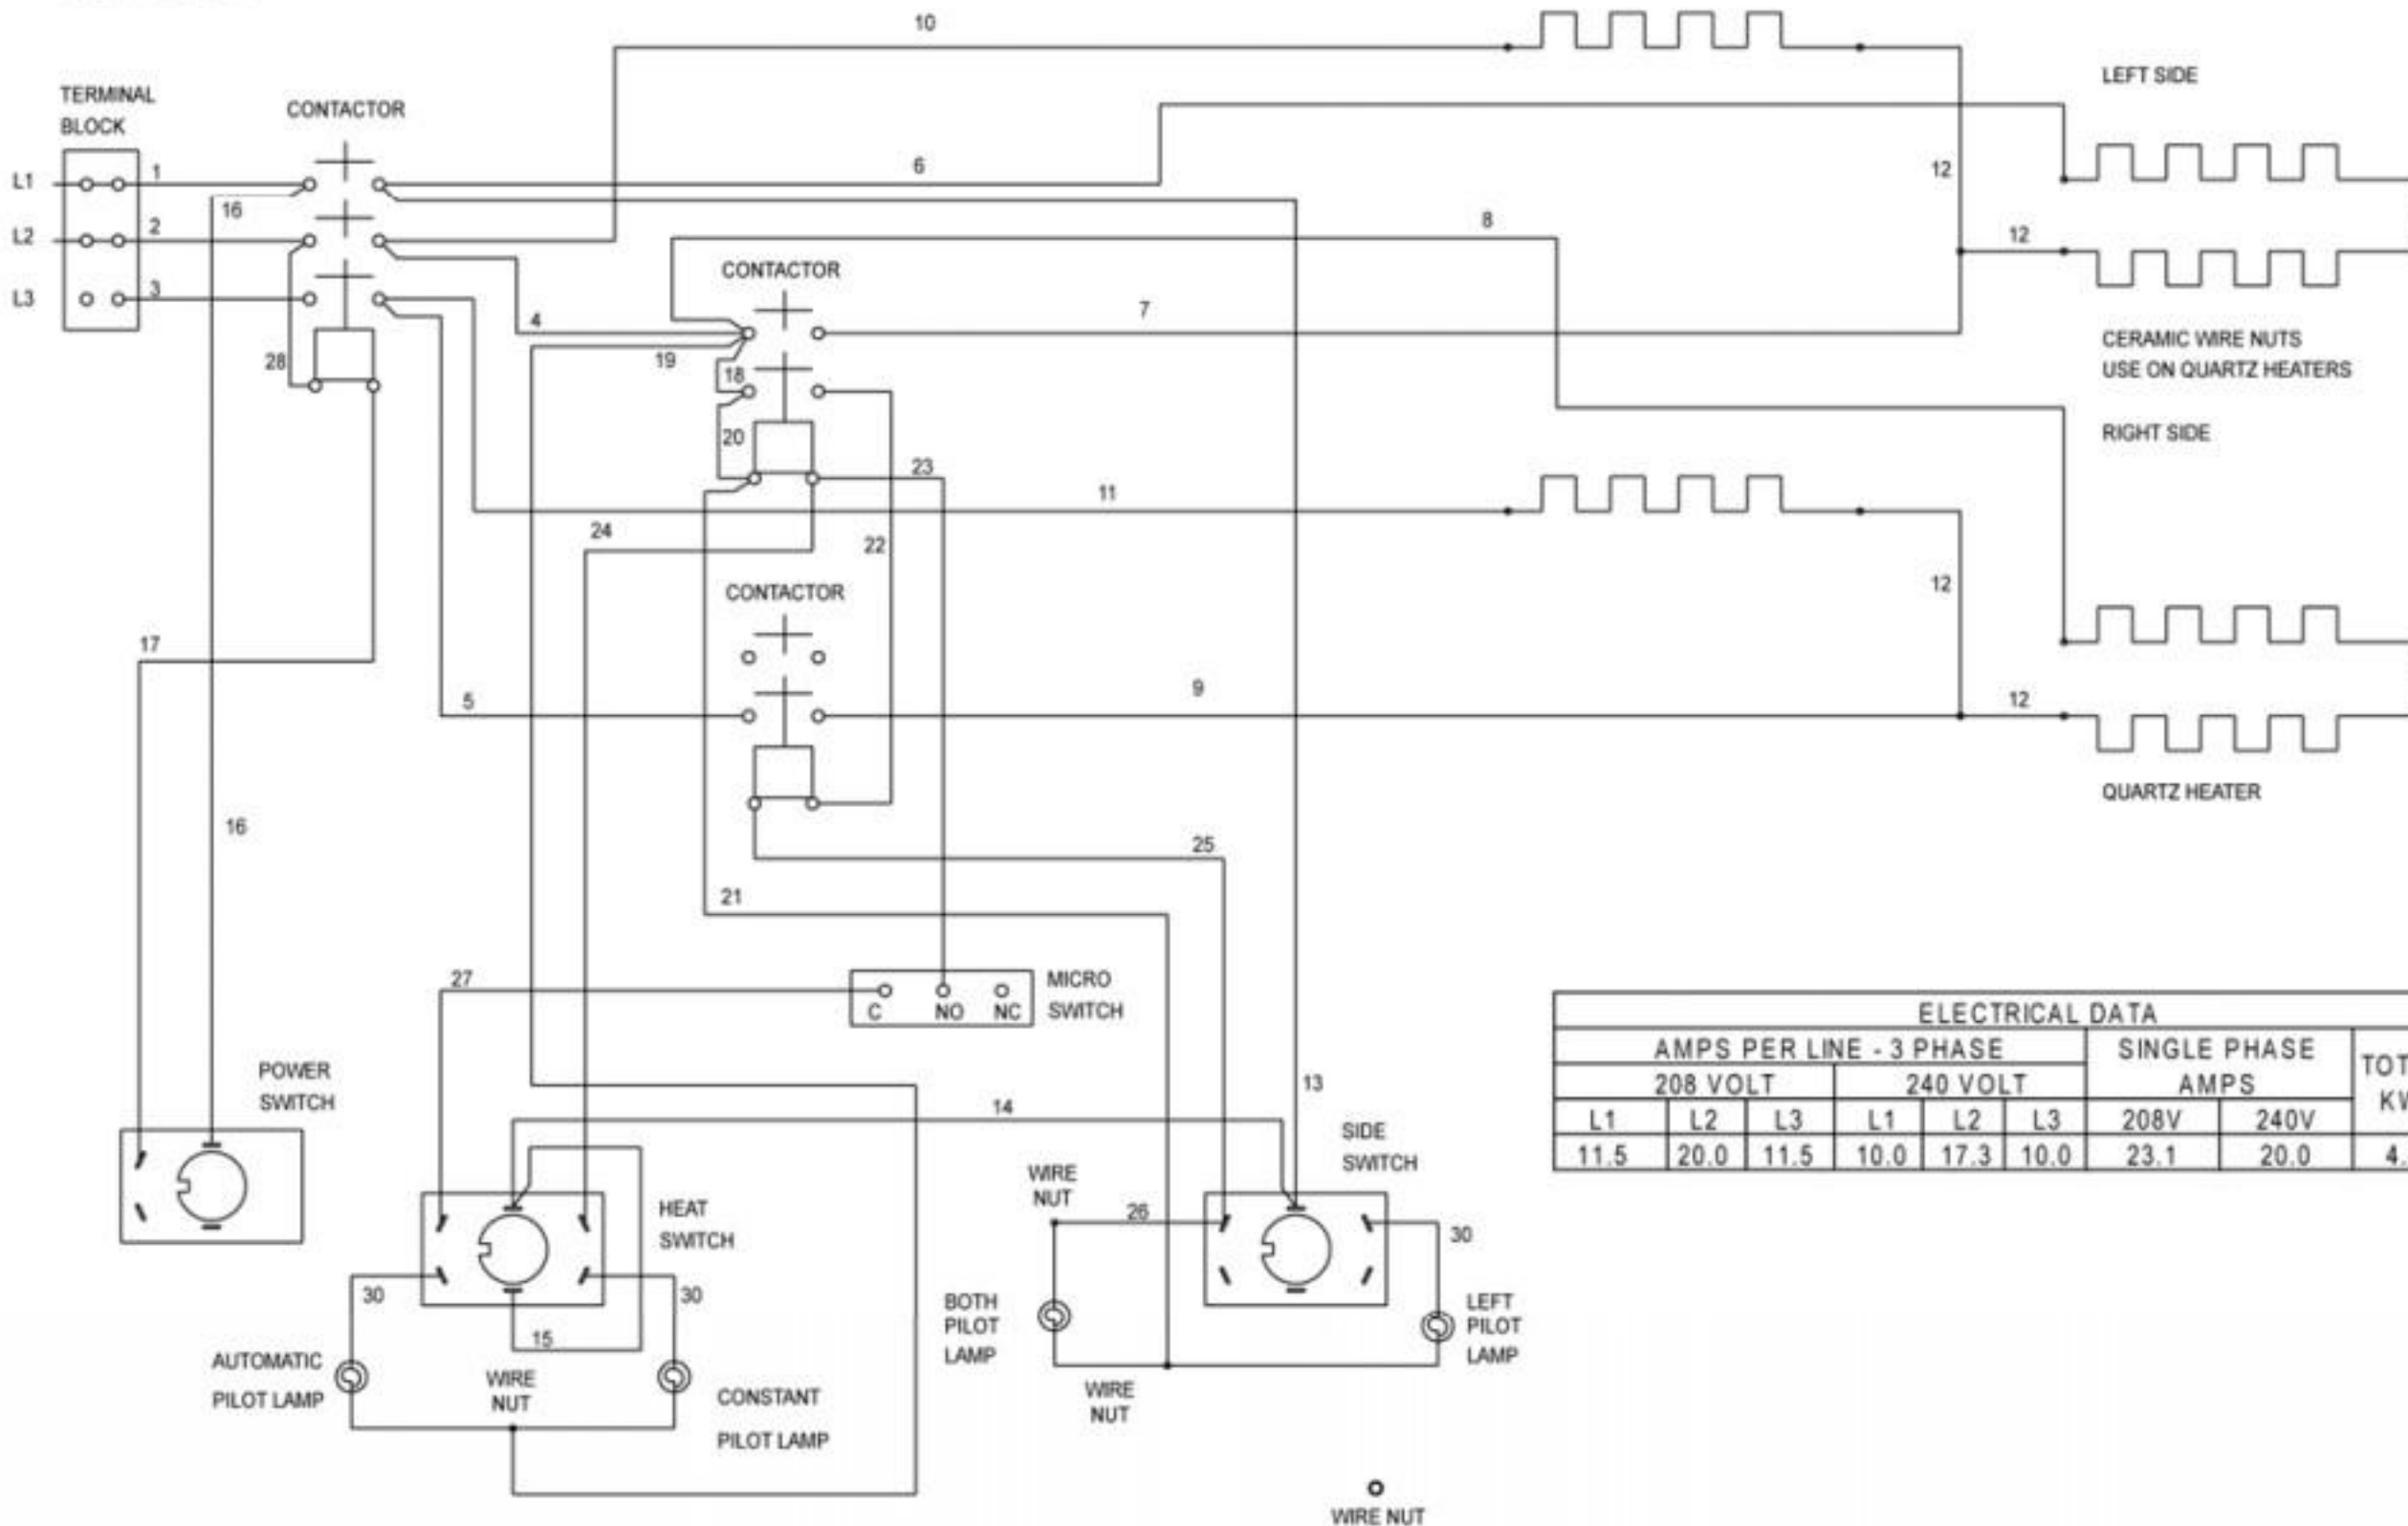 10
LEFT SIDE
TERMINAL
BLOCK
CONTACTOR
L1
1
6
12
16
L2
2
8
12
CONTACTOR
L3
3
4
7
CERAMIC WIRE NUTS
USE ON QUARTZ HEATERS
28
19
18
20
RIGHT SIDE
23
11
24
22
12
CONTACTOR
17
5
9
12
QUARTZ HEATER
16
25
21
27
MICRO
SWITCH
C
NO
NC
ELECTRICAL DATA
AMPS PER LINE - 3 PHASE
SINGLE PHASE
AMPS
208 VOLT
240 VOLT
L1
L2
L3
L1
L2
L3
208V
240V
11.5
20.0
11.5
10.0
17.3
10.0
23.1
20.0
POWER
SWITCH
13
14
SIDE
SWITCH
WIRE
NUT
26
30
HEAT
SWITCH
30
30
15
BOTH
PILOT
LAMP
LEFT
PILOT
LAMP
AUTOMATIC
PILOT LAMP
WIRE
NUT
CONSTANT
PILOT LAMP
WIRE
NUT
WIRE NUT